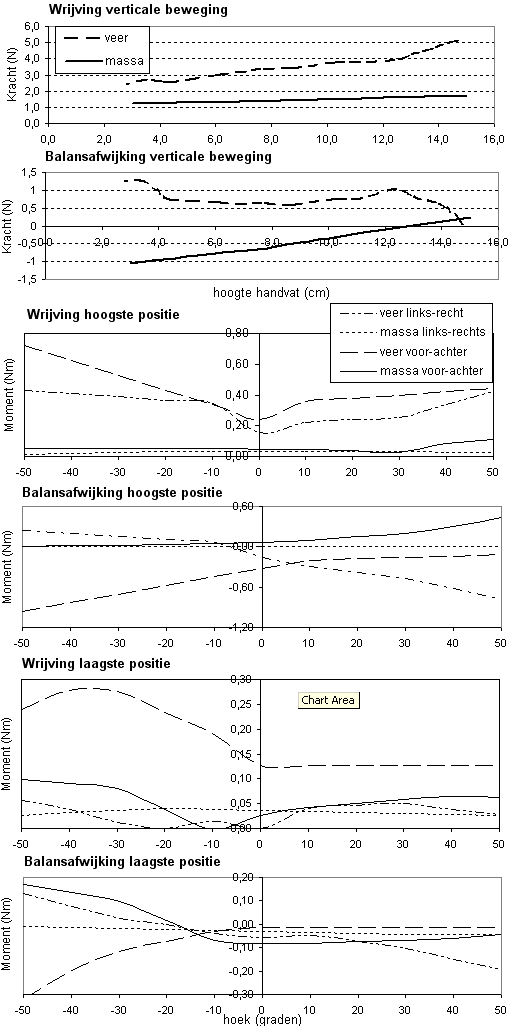 Wrijving verticale beweging
6,0
5,0
4,0
3,0
2,0
1,0
0,0
Kracht (N)
veer
massa
0,0 2,0 4,0 6,0 8,0 10,0 12,0 14,0 16,0
Balansafwijking verticale beweging
1,5
1
0,5
0
-0,5
-1
-1,5
Kracht (N)
0,0 2,0 4,0 6,0 8,0 10,0 12,0 14,0 16,0
hoogte handvat (cm)
Wrijving hoogste positie
veer links-recht
massa links-rechts
veer voor-achter
massa voor-achter
0,80
0,60
0,40
0,20
0,00
Moment (Nm)
-50 -40 -30 -20 -10 0 10 20 30 40 50
Balansafwijking hoogste positie
0,60
0,00
-0,60
-1,20
Moment (Nm)
-50 -40 -30 -20 -10 0 10 20 30 40 50
Wrijving laagste positie
0,30
0,25
0,20
0,15
0,10
0,05
0,00
Chart Area
Moment (Nm)
-50 -40 -30 -20 -10 0 10 20 30 40 50
Balansafwijking laagste positie
0,20
0,10
0,00
-0,10
-0,20
-0,30
Moment (Nm)
-50 -40 -30 -20 -10 0 10 20 30 40 50
hoek (graden)